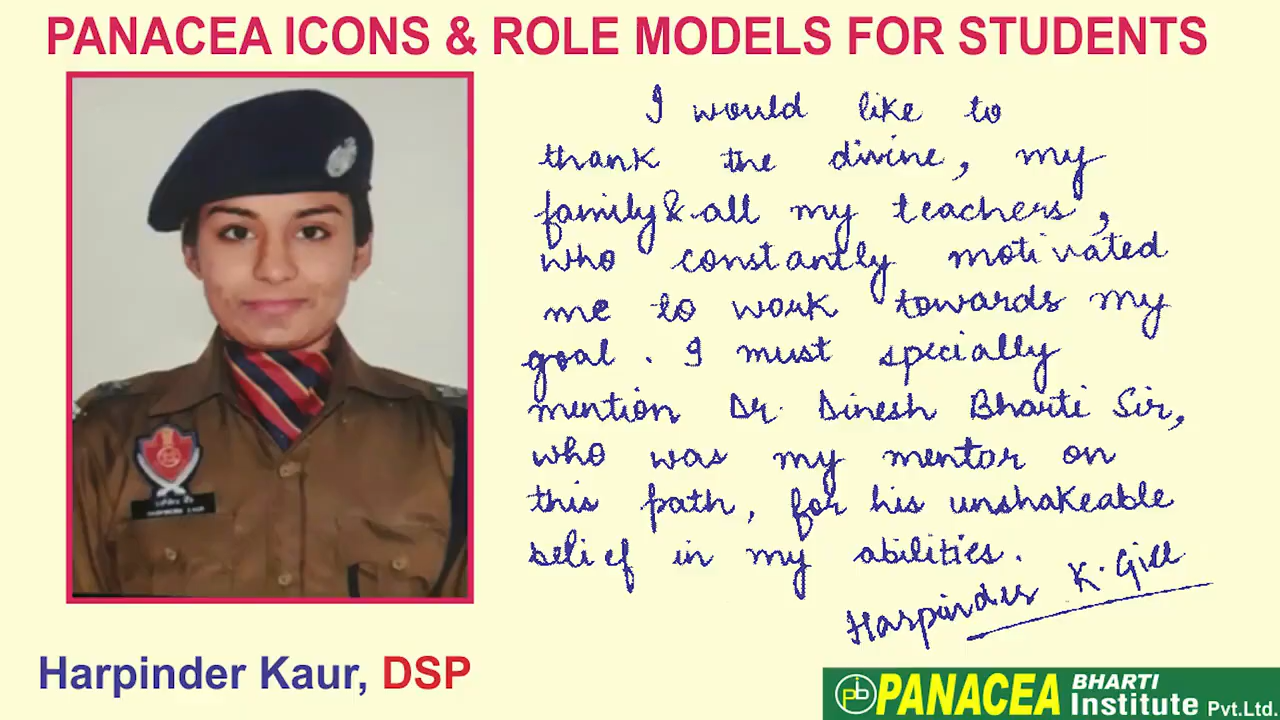 PANACEA ICONS & ROLE MODELS FOR STUDENTS
I would like to
thank the divine, my
family & all my teachers,
who constantly motivated
me to work towards my
goal. I must specially
mention Dr. Dinesh Bharti Sir,
who was my mentor on
this path, for his unshakeable
belief in my abilities.
Harpinder K. Gill
HARPINDER KAUR
Harpinder Kaur, DSP
pib PANACEA BHARTI Institute Pvt.Ltd.